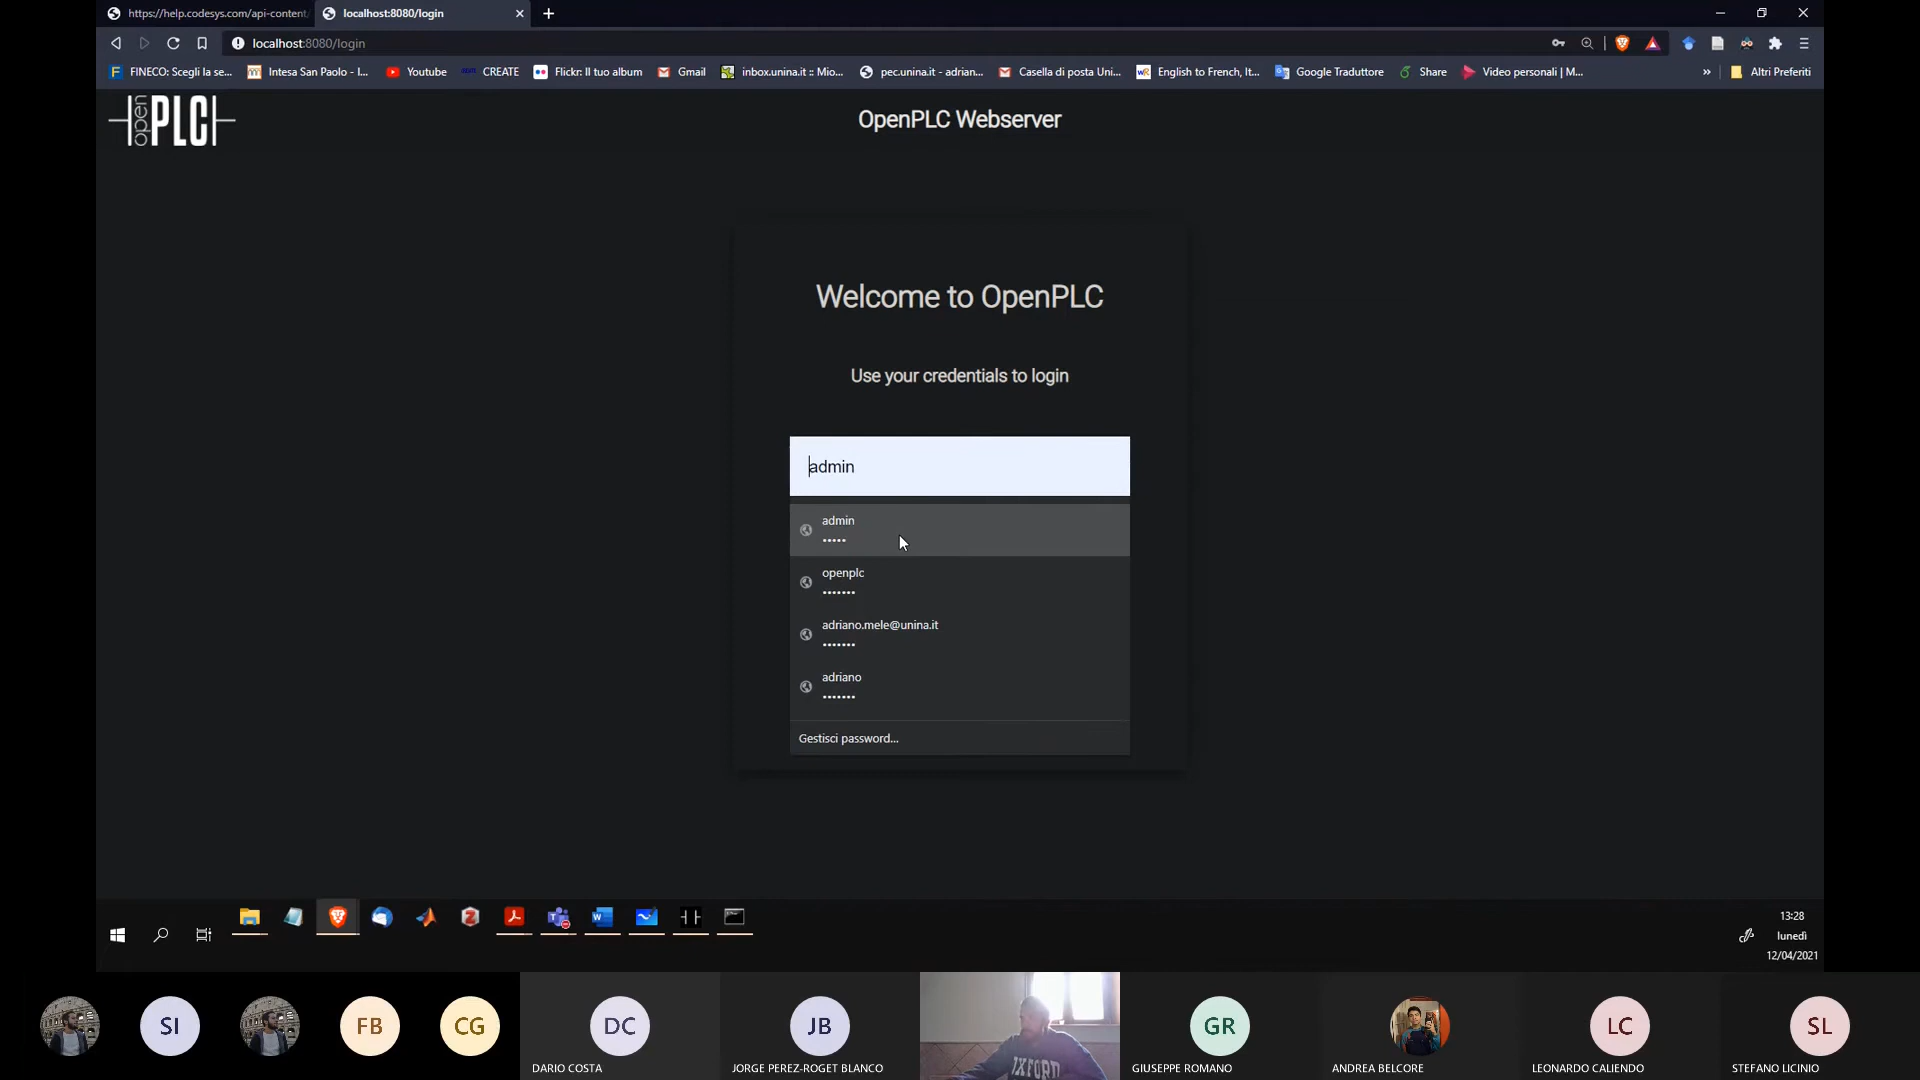 https://help.codesys.com/api-content
localhost:8080/login
localhost:8080/login
FINECO: Scegli la se...
Intesa San Paolo - I...
Youtube
CREATE
Flickr: Il tuo album
Gmail
inbox.unina.it :: Mio...
pec.unina.it - adrian...
Casella di posta Uni...
English to French, It...
Google Traduttore
Share
Video personali | M...
»
Altri Preferiti
open PLC
OpenPLC Webserver
Welcome to OpenPLC
Use your credentials to login
admin
admin
•••••
openplc
•••••••
adriano.mele@unina.it
•••••••
adriano
•••••••
Gestisci password...
13:28
lunedì
12/04/2021
SI
FB
CG
DC
JB
GR
LC
SL
DARIO COSTA
JORGE PEREZ-ROGET BLANCO
OXFORD
GIUSEPPE ROMANO
ANDREA BELCORE
LEONARDO CALIENDO
STEFANO LICINIO